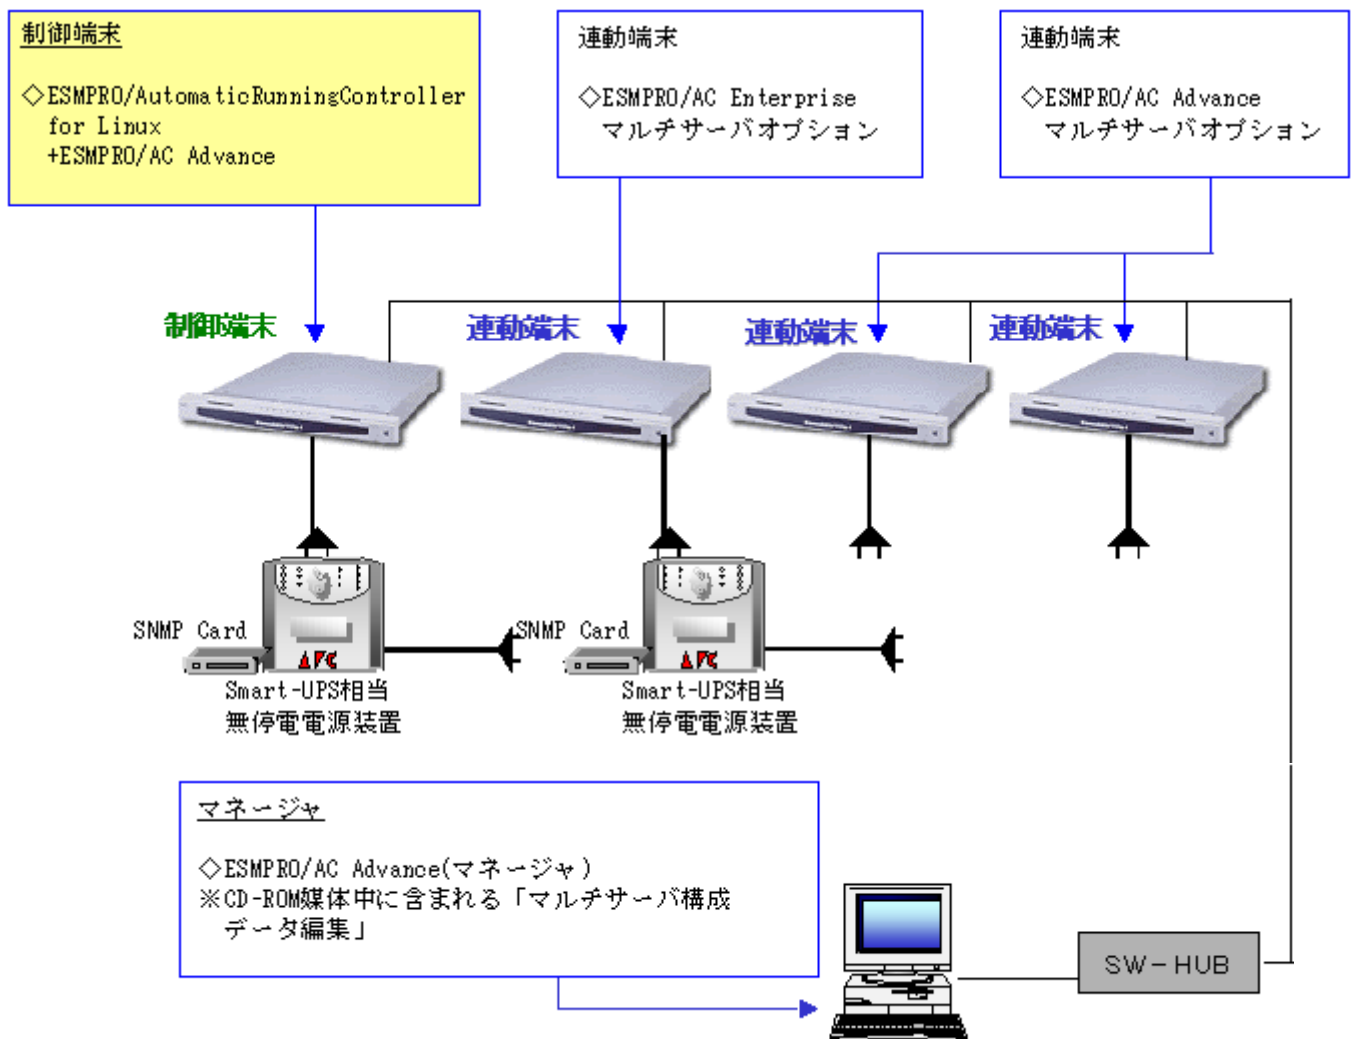 制御端末
◇ESMPRO/AutomaticRunningController
for Linux
+ESMPRO/AC Advance
連動端末
◇ESMPRO/AC Enterprise
マルチサーバオプション
連動端末
◇ESMPRO/AC Advance
マルチサーバオプション
制御端末
連動端末
連動端末
連動端末
SNMP Card
APC
Smart-UPS相当
無停電電源装置
SNMP Card
APC
Smart-UPS相当
無停電電源装置
マネージャ
◇ESMPRO/AC Advance(マネージャ)
※CD-ROM媒体中に含まれる「マルチサーバ構成
データ編集」
SW－HUB